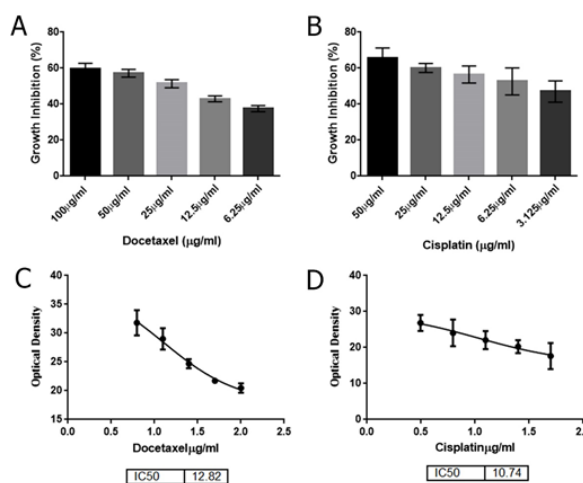 A
Growth Inhibition (%)
80
60
40
20
0
100μg/ml
50μg/ml
25μg/ml
12.5μg/ml
6.25μg/ml
Docetaxel (μg/ml)
B
Growth Inhibition (%)
80
60
40
20
0
50μg/ml
25μg/ml
12.5μg/ml
6.25μg/ml
3.125μg/ml
Cisplatin (μg/ml)
C
Optical Density
40
35
30
25
20
15
0.0 0.5 1.0 1.5 2.0 2.5
Docetaxelμg/ml
IC50 12.82
D
Optical Density
40
30
20
10
0
0.0 0.5 1.0 1.5 2.
Cisplatinμg/ml
IC50 10.74